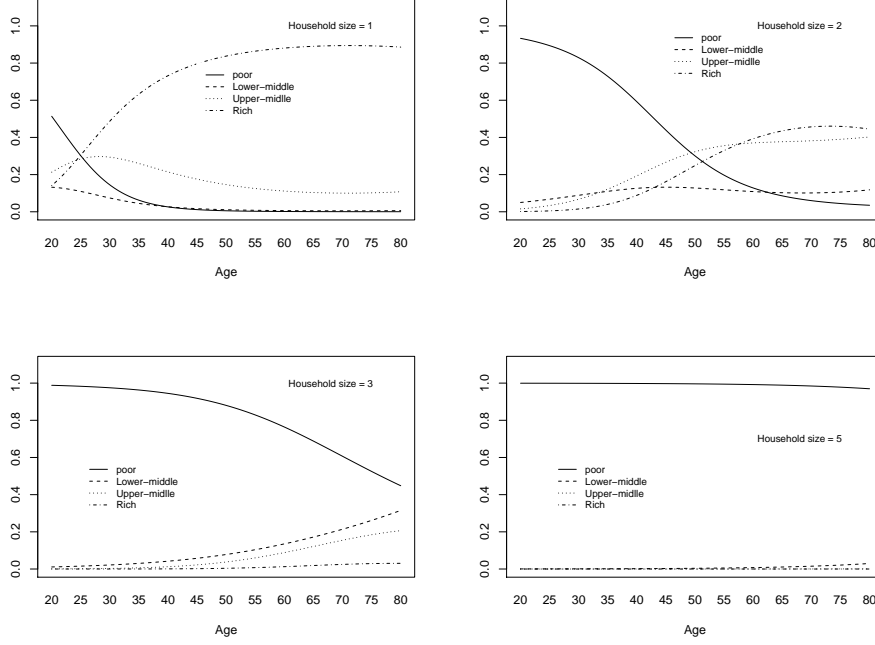 Household size = 1
poor
Lower−middle
Upper−midlle
Rich
0.0 0.2 0.4 0.6 0.8 1.0
20 25 30 35 40 45 50 55 60 65 70 75 80
Age
Household size = 2
poor
Lower−middle
Upper−midlle
Rich
0.0 0.2 0.4 0.6 0.8 1.0
20 25 30 35 40 45 50 55 60 65 70 75 80
Age
Household size = 3
poor
Lower−middle
Upper−midlle
Rich
0.0 0.2 0.4 0.6 0.8 1.0
20 25 30 35 40 45 50 55 60 65 70 75 80
Age
Household size = 5
poor
Lower−middle
Upper−midlle
Rich
0.0 0.2 0.4 0.6 0.8 1.0
20 25 30 35 40 45 50 55 60 65 70 75 80
Age